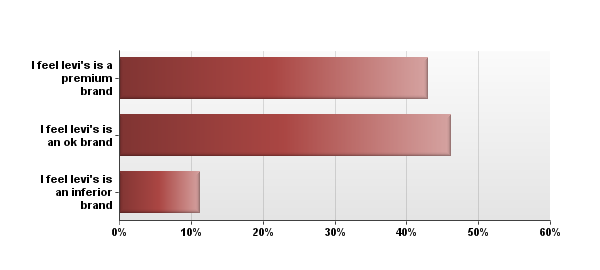 I feel levi's is a
premium
brand
I feel levi's is
an ok brand
I feel levi's is
an inferior
brand
0% 10% 20% 30% 40% 50% 60%